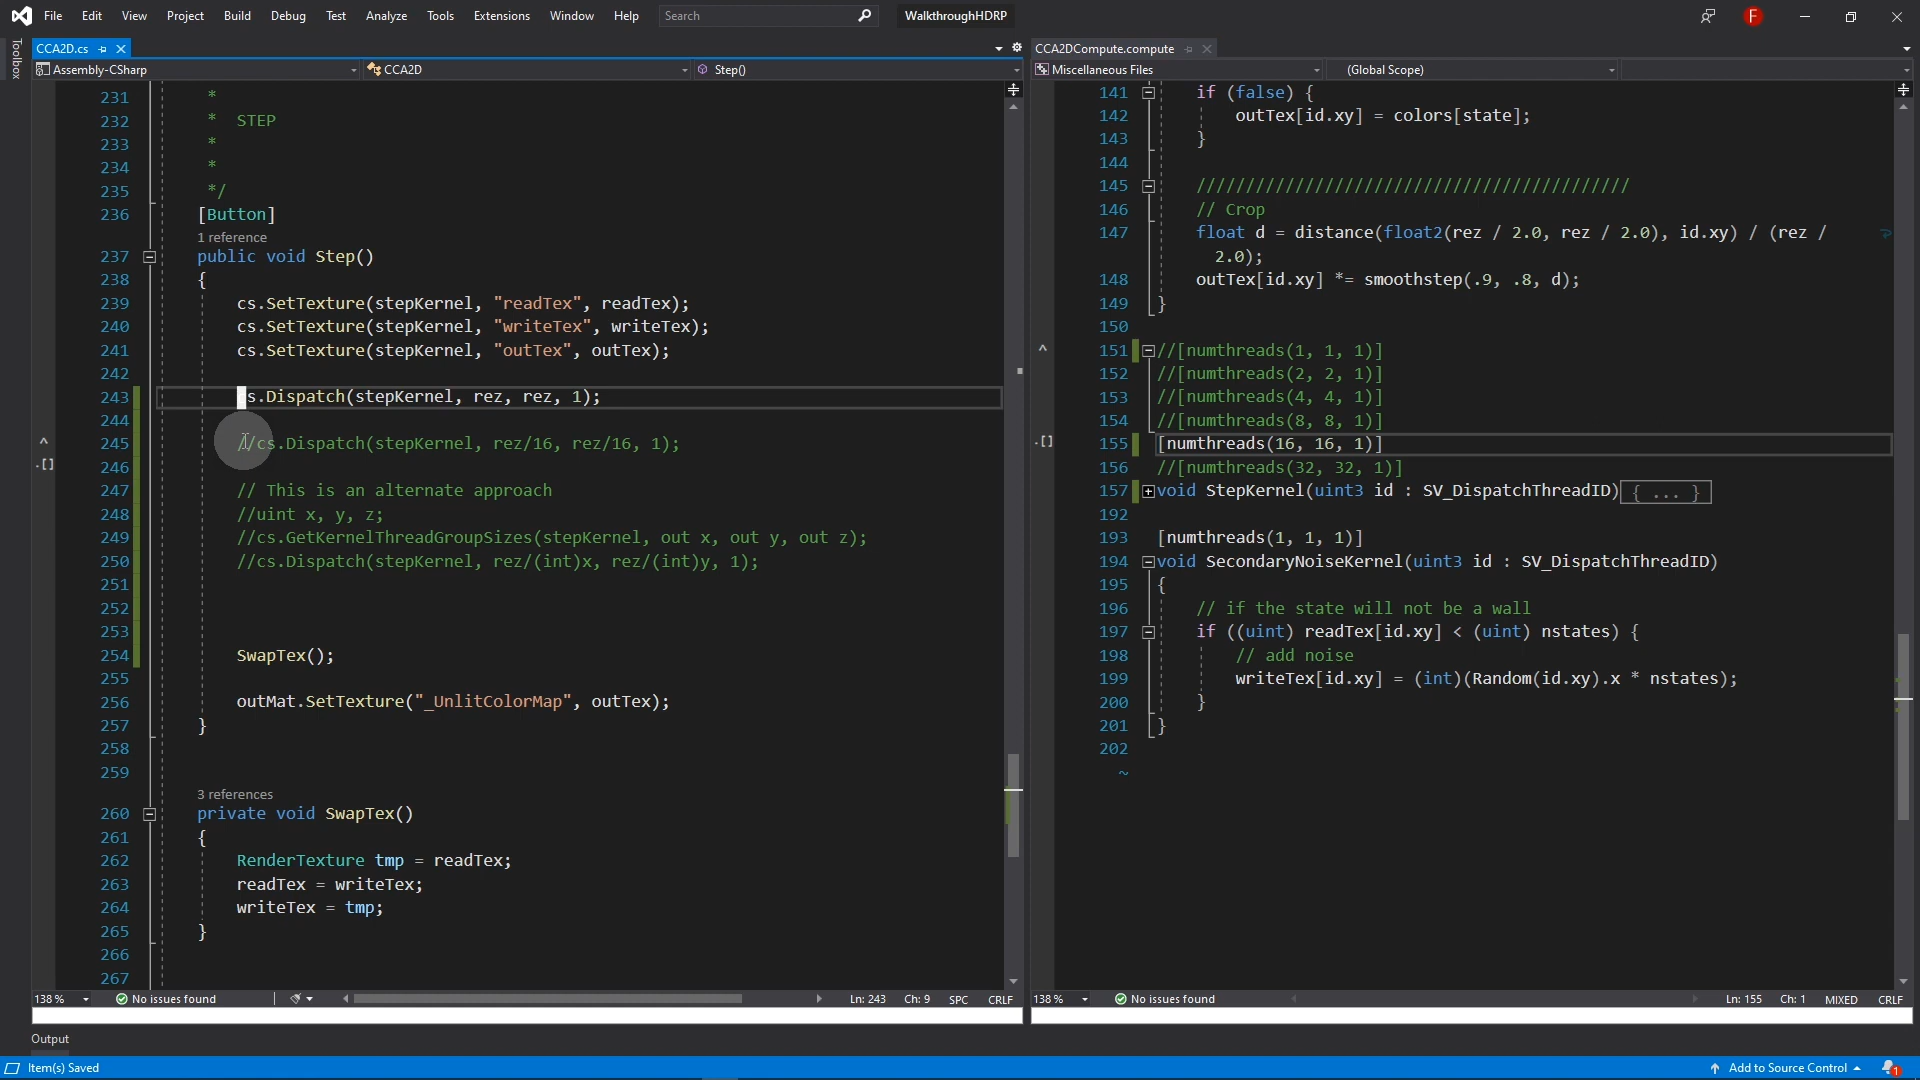 File Edit View Project Build Debug Test Analyze Tools Extensions Window Help Search WalkthroughHDRP F
Toolbox
CCA2D.cs
Assembly-CSharp CCA2D Step()
231 *
232 * STEP
233 *
234 *
235 */
236 [Button]
1 reference
237 public void Step()
238 {
239 cs.SetTexture(stepKernel, "readTex", readTex);
240 cs.SetTexture(stepKernel, "writeTex", writeTex);
241 cs.SetTexture(stepKernel, "outTex", outTex);
242
243 cs.Dispatch(stepKernel, rez, rez, 1);
244
245 //cs.Dispatch(stepKernel, rez/16, rez/16, 1);
246
247 // This is an alternate approach
248 //uint x, y, z;
249 //cs.GetKernelThreadGroupSizes(stepKernel, out x, out y, out z);
250 //cs.Dispatch(stepKernel, rez/(int)x, rez/(int)y, 1);
251
252
253
254 SwapTex();
255
256 outMat.SetTexture("_UnlitColorMap", outTex);
257 }
258
259
3 references
260 private void SwapTex()
261 {
262 RenderTexture tmp = readTex;
263 readTex = writeTex;
264 writeTex = tmp;
265 }
266
267
138 % No issues found Ln: 243 Ch: 9 SPC CRLF
CCA2DCompute.compute
Miscellaneous Files (Global Scope)
141 if (false) {
142 outTex[id.xy] = colors[state];
143 }
144
145 ////////////////////////////////////////////
146 // Crop
147 float d = distance(float2(rez / 2.0, rez / 2.0), id.xy) / (rez /
2.0);
148 outTex[id.xy] *= smoothstep(.9, .8, d);
149 }
150
151 //[numthreads(1, 1, 1)]
152 //[numthreads(2, 2, 1)]
153 //[numthreads(4, 4, 1)]
154 //[numthreads(8, 8, 1)]
155 [numthreads(16, 16, 1)]
156 //[numthreads(32, 32, 1)]
157 void StepKernel(uint3 id : SV_DispatchThreadID) { ... }
192
193 [numthreads(1, 1, 1)]
194 void SecondaryNoiseKernel(uint3 id : SV_DispatchThreadID)
195 {
196 // if the state will not be a wall
197 if ((uint) readTex[id.xy] < (uint) nstates) {
198 // add noise
199 writeTex[id.xy] = (int)(Random(id.xy).x * nstates);
200 }
201 }
202
~
138 % No issues found Ln: 155 Ch: 1 MIXED CRLF
Output
Item(s) Saved Add to Source Control 1